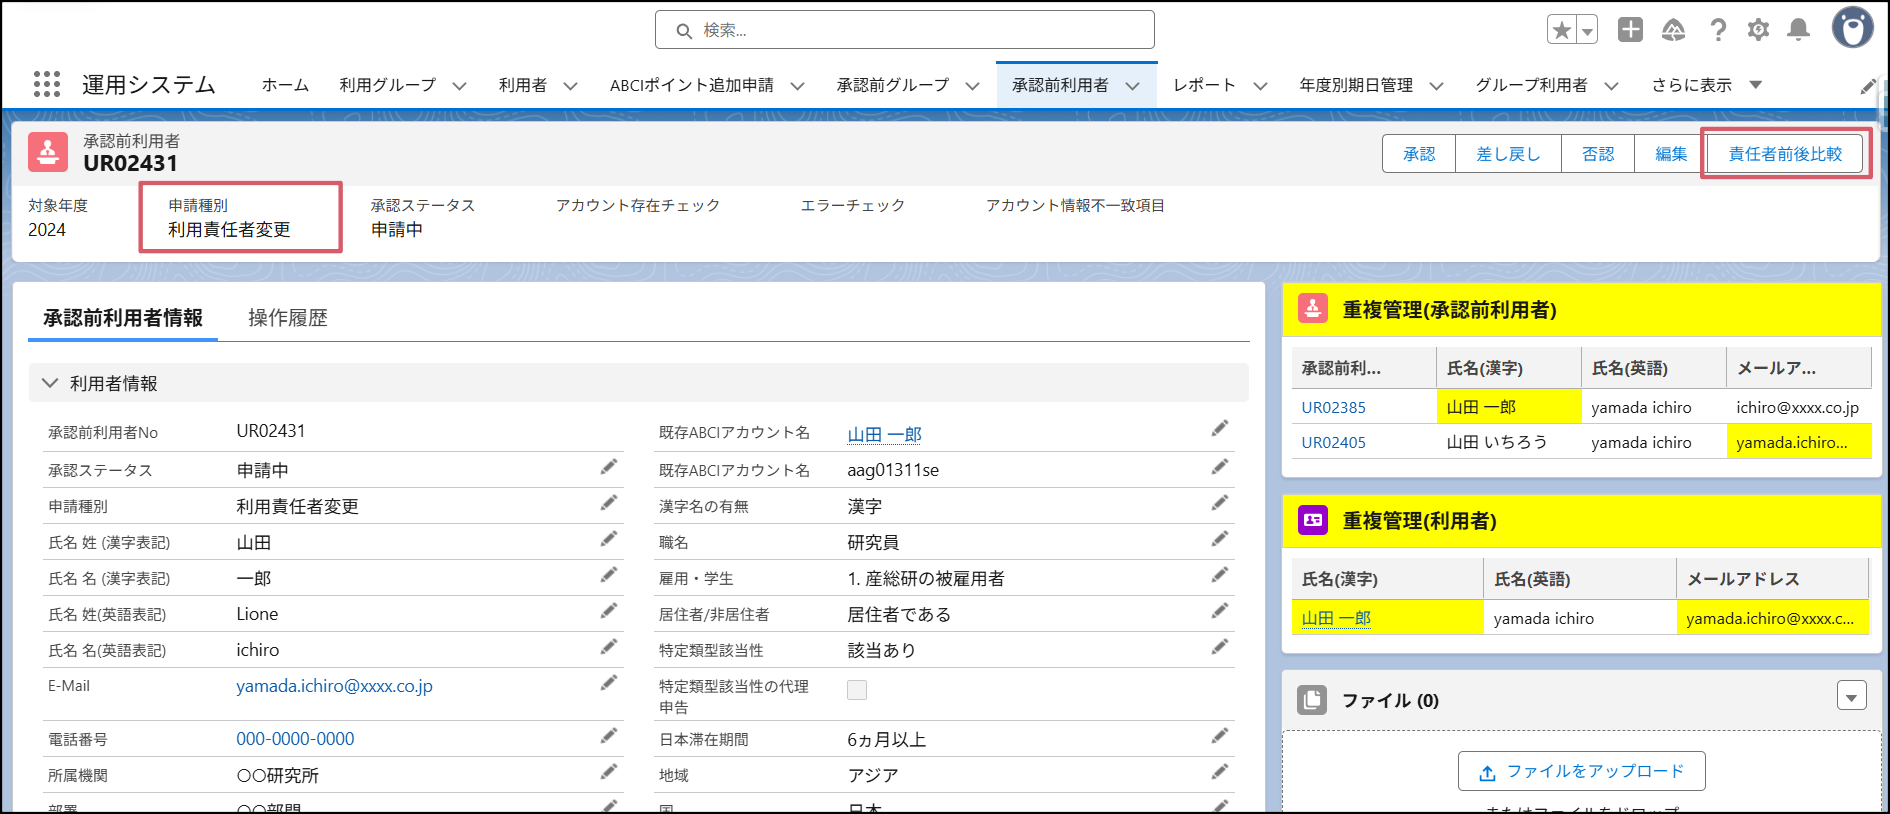 検索...
運用システム
ホーム 利用グループ 利用者 ABCIポイント追加申請 承認前グループ 承認前利用者 レポート 年度別期日管理 グループ利用者 さらに表示
承認前利用者
UR02431
承認 差し戻し 否認 編集 責任者前後比較
対象年度 申請種別 承認ステータス アカウント存在チェック エラーチェック アカウント情報不一致項目
2024 利用責任者変更 申請中
承認前利用者情報 操作履歴
利用者情報
承認前利用者No UR02431 既存ABCIアカウント名 山田 一郎
承認ステータス 申請中 既存ABCIアカウント名 aag01311se
申請種別 利用責任者変更 漢字名の有無 漢字
氏名 姓 (漢字表記) 山田 職名 研究員
氏名 名 (漢字表記) 一郎 雇用・学生 1. 産総研の被雇用者
氏名 姓(英語表記) Lione 居住者/非居住者 居住者である
氏名 名(英語表記) ichiro 特定類型該当性 該当あり
E-Mail yamada.ichiro@xxxx.co.jp 特定類型該当性の代理
申告
電話番号 000-0000-0000 日本滞在期間 6ヵ月以上
所属機関 〇〇研究所 地域 アジア
部署 〇〇部門 国 日本
重複管理(承認前利用者)
承認前利... 氏名(漢字) 氏名(英語) メールア...
UR02385 山田 一郎 yamada ichiro ichiro@xxxx.co.jp
UR02405 山田 いちろう yamada ichiro yamada.ichiro...
重複管理(利用者)
氏名(漢字) 氏名(英語) メールアドレス
山田 一郎 yamada ichiro yamada.ichiro@xxxx.c...
ファイル (0)
ファイルをアップロード
またはファイルをドロップ